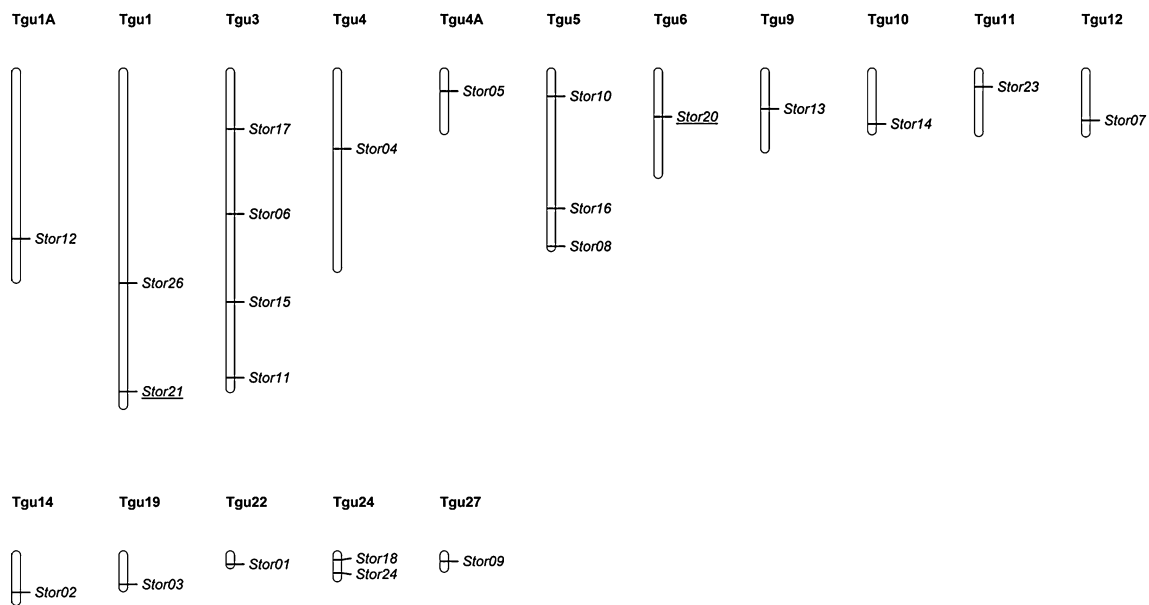 Tgu1A Tgu1 Tgu3 Tgu4 Tgu4A Tgu5 Tgu6 Tgu9 Tgu10 Tgu11 Tgu12
Stor23
Stor05
Stor10
Stor13
Stor20
Stor07
Stor14
Stor17
Stor04
Stor16
Stor06
Stor12
Stor08
Stor26
Stor15
Stor11
Stor21
Tgu14 Tgu19 Tgu22 Tgu24 Tgu27
Stor18
Stor09
Stor01
Stor24
Stor03
Stor02